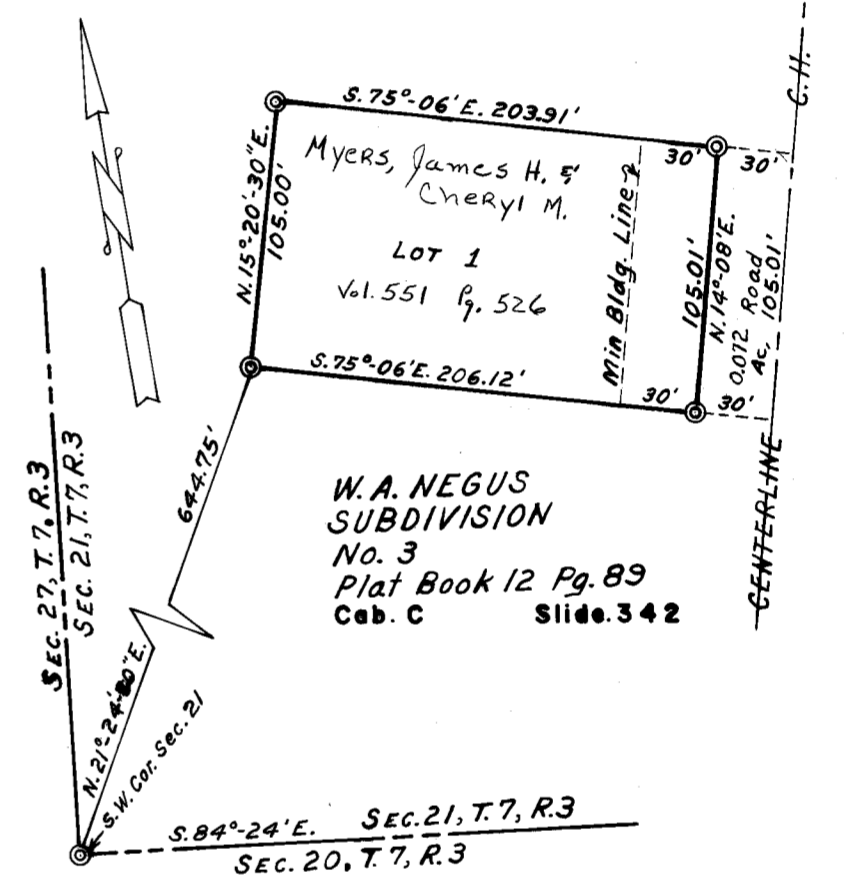 S. 75°-06' E. 203.91'
C.H.
30'
30'
N. 15°-20'-30" E.
105.00'
Myers, James H. &
Cheryl M.
LOT 1
Vol. 551 Pg. 526
Min Bldg. Line
105.01'
N. 14°-08' E.
0.072 Road
Ac, 105.01'
S. 75°-06' E. 206.12'
30'
30'
644.75'
SEC. 27, T. 7, R. 3
SEC. 21, T. 7, R. 3
W. A. NEGUS
SUBDIVISION
No. 3
Plat Book 12 Pg. 89
Cab. C Slide. 342
CENTERLINE
N. 21°-24'
E.
S.W. Cor. Sec. 21
S. 84°-24' E. SEC. 21, T. 7, R. 3
SEC. 20, T. 7, R. 3